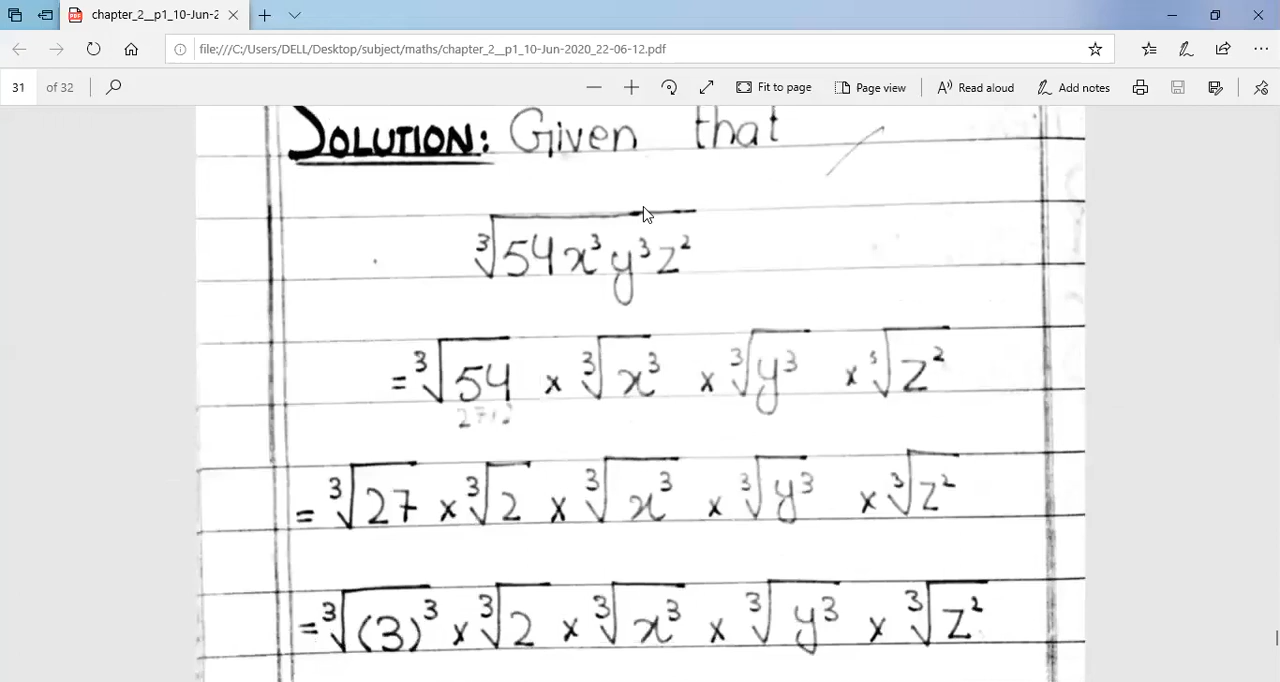 chapter_2_p1_10-Jun-2
file:///C:/Users/DELL/Desktop/subject/maths/chapter_2__p1_10-Jun-2020_22-06-12.pdf
31 of 32 Fit to page Page view Read aloud Add notes
SOLUTION: Given that
∛(54x³y³z²)
= ∛54 × ∛x³ × ∛y³ × ∛z²
27×2
= ∛27 × ∛2 × ∛x³ × ∛y³ × ∛z²
= ∛(3)³ × ∛2 × ∛x³ × ∛y³ × ∛z²